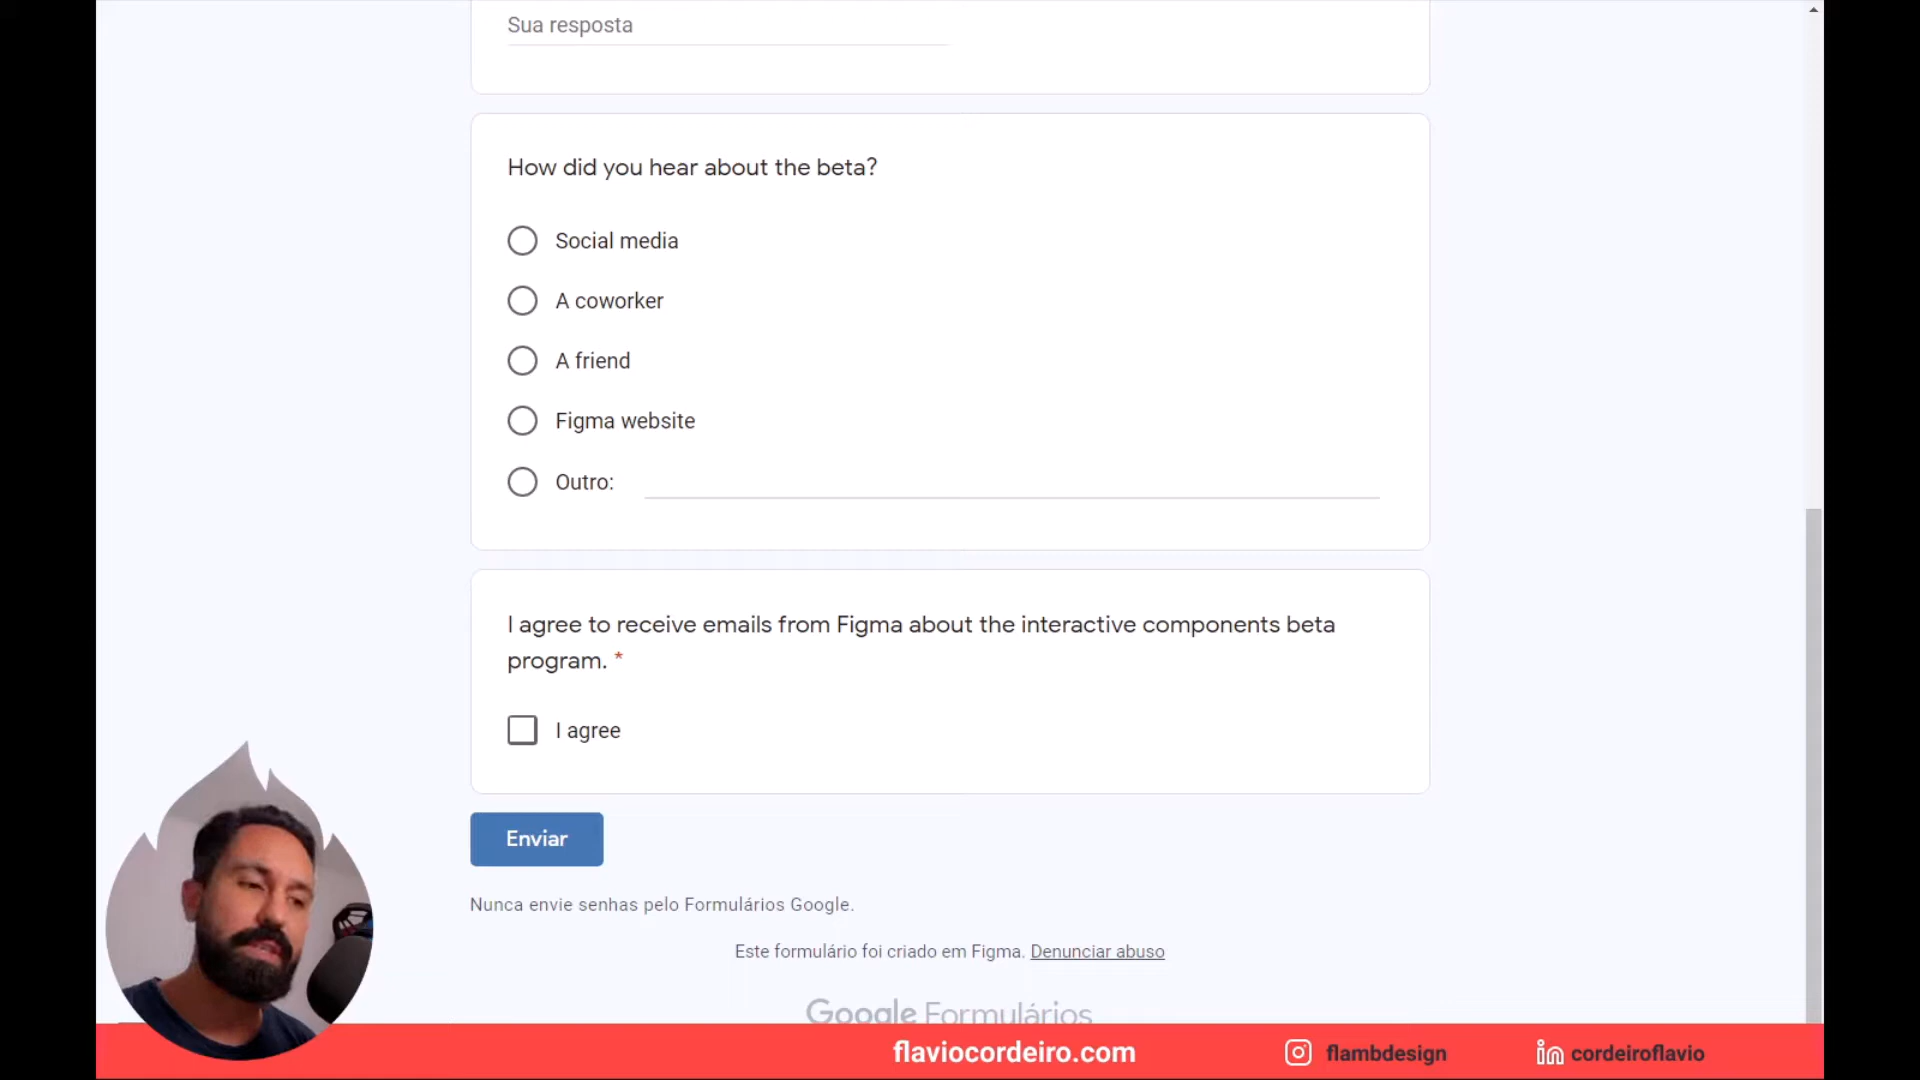 Sua resposta
How did you hear about the beta?
Social media
A coworker
A friend
Figma website
Outro:
I agree to receive emails from Figma about the interactive components beta
program. *
I agree
Enviar
Nunca envie senhas pelo Formulários Google.
Este formulário foi criado em Figma. Denunciar abuso
Google Formulários
flaviocordeiro.com
flambdesign
in cordeiroflavio